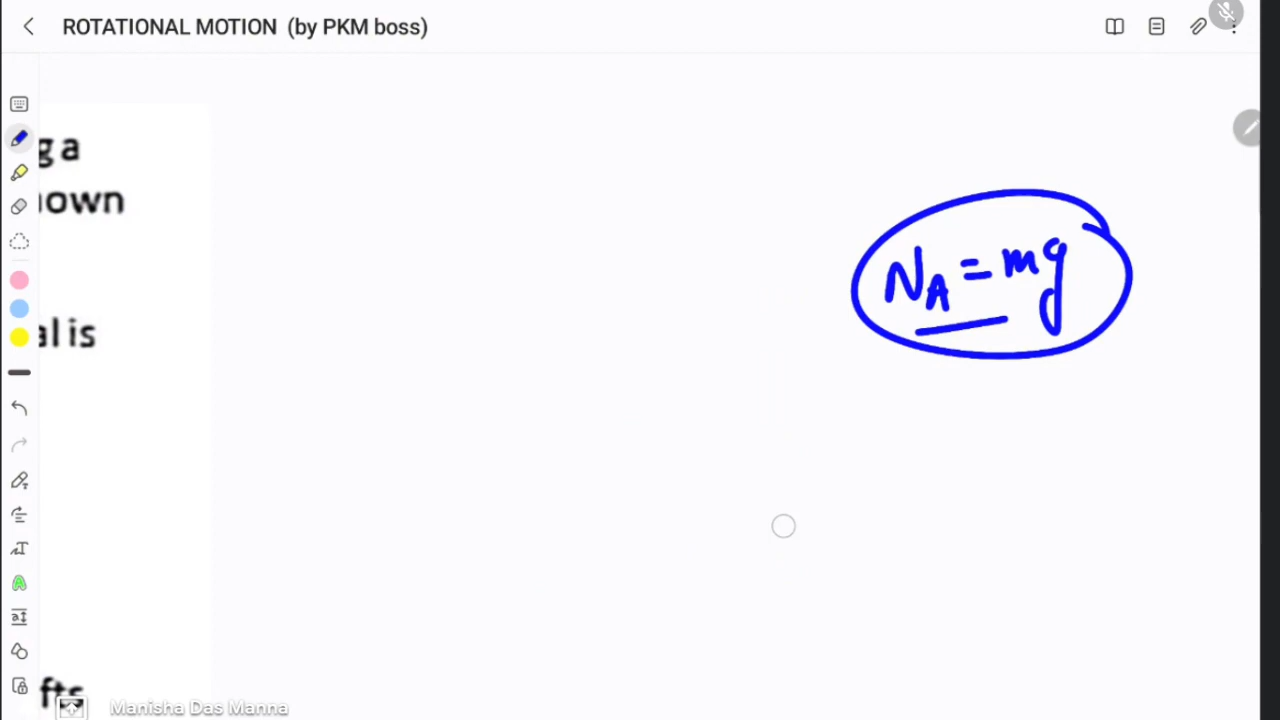 ROTATIONAL MOTION (by PKM boss)
g a
own
N_A = mg
al is
fts
Manisha Das Manna